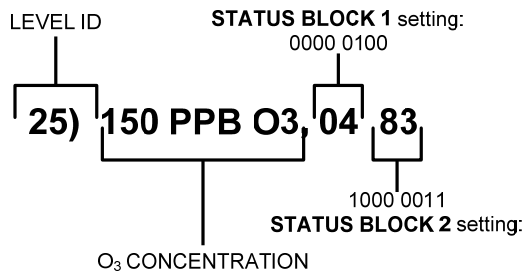 LEVEL ID
STATUS BLOCK 1 setting:
0000 0100
25) 150 PPB O3, 04 83
1000 0011
STATUS BLOCK 2 setting:
O₃ CONCENTRATION